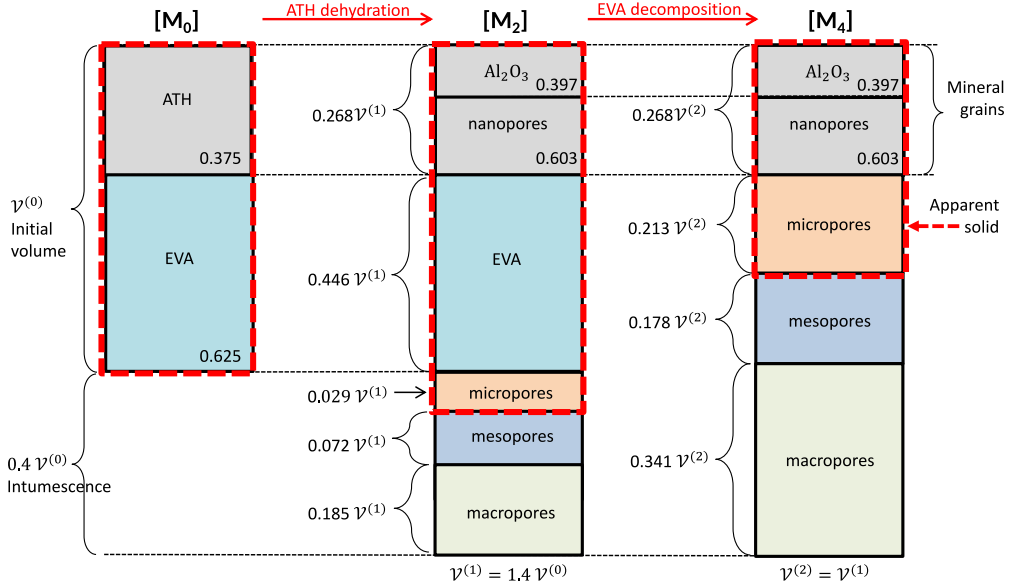 ATH dehydration
EVA decomposition
[M₀]
[M₂]
[M₄]
ATH
0.375
EVA
0.625
𝒱⁽⁰⁾
Initial
volume
0.4 𝒱⁽⁰⁾
Intumescence
Al₂O₃
0.397
nanopores
0.603
EVA
micropores
mesopores
macropores
0.268𝒱⁽¹⁾
0.446 𝒱⁽¹⁾
0.029 𝒱⁽¹⁾
0.072 𝒱⁽¹⁾
0.185 𝒱⁽¹⁾
𝒱⁽¹⁾ = 1.4 𝒱⁽⁰⁾
Al₂O₃
0.397
nanopores
0.603
micropores
mesopores
macropores
0.268𝒱⁽²⁾
0.213 𝒱⁽²⁾
0.178 𝒱⁽²⁾
0.341 𝒱⁽²⁾
𝒱⁽²⁾ = 𝒱⁽¹⁾
Mineral
grains
Apparent
solid